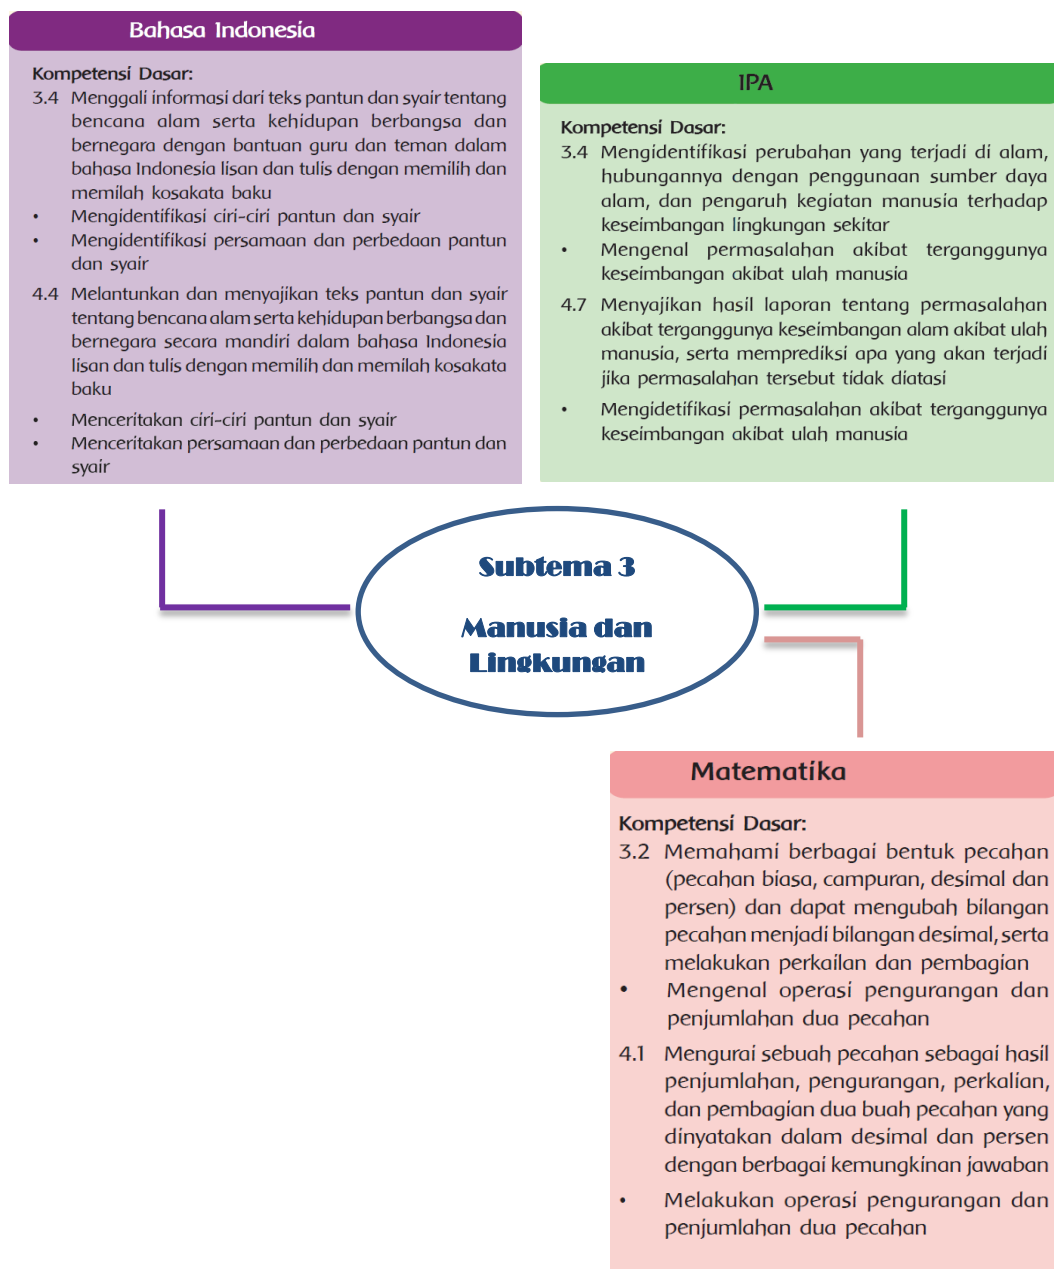 Bahasa Indonesia
Kompetensi Dasar:
3.4 Menggali informasi dari teks pantun dan syair tentang
bencana alam serta kehidupan berbangsa dan
bernegara dengan bantuan guru dan teman dalam
bahasa Indonesia lisan dan tulis dengan memilih dan
memilah kosakata baku
• Mengidentifikasi ciri-ciri pantun dan syair
• Mengidentifikasi persamaan dan perbedaan pantun
dan syair
4.4 Melantunkan dan menyajikan teks pantun dan syair
tentang bencana alam serta kehidupan berbangsa dan
bernegara secara mandiri dalam bahasa Indonesia
lisan dan tulis dengan memilih dan memilah kosakata
baku
• Menceritakan ciri-ciri pantun dan syair
• Menceritakan persamaan dan perbedaan pantun dan
syair
IPA
Kompetensi Dasar:
3.4 Mengidentifikasi perubahan yang terjadi di alam,
hubungannya dengan penggunaan sumber daya
alam, dan pengaruh kegiatan manusia terhadap
keseimbangan lingkungan sekitar
• Mengenal permasalahan akibat terganggunya
keseimbangan akibat ulah manusia
4.7 Menyajikan hasil laporan tentang permasalahan
akibat terganggunya keseimbangan alam akibat ulah
manusia, serta memprediksi apa yang akan terjadi
jika permasalahan tersebut tidak diatasi
• Mengidetifikasi permasalahan akibat terganggunya
keseimbangan akibat ulah manusia
Subtema 3
Manusia dan
Lingkungan
Matematika
Kompetensi Dasar:
3.2 Memahami berbagai bentuk pecahan
(pecahan biasa, campuran, desimal dan
persen) dan dapat mengubah bilangan
pecahan menjadi bilangan desimal, serta
melakukan perkailan dan pembagian
• Mengenal operasi pengurangan dan
penjumlahan dua pecahan
4.1 Mengurai sebuah pecahan sebagai hasil
penjumlahan, pengurangan, perkalian,
dan pembagian dua buah pecahan yang
dinyatakan dalam desimal dan persen
dengan berbagai kemungkinan jawaban
• Melakukan operasi pengurangan dan
penjumlahan dua pecahan